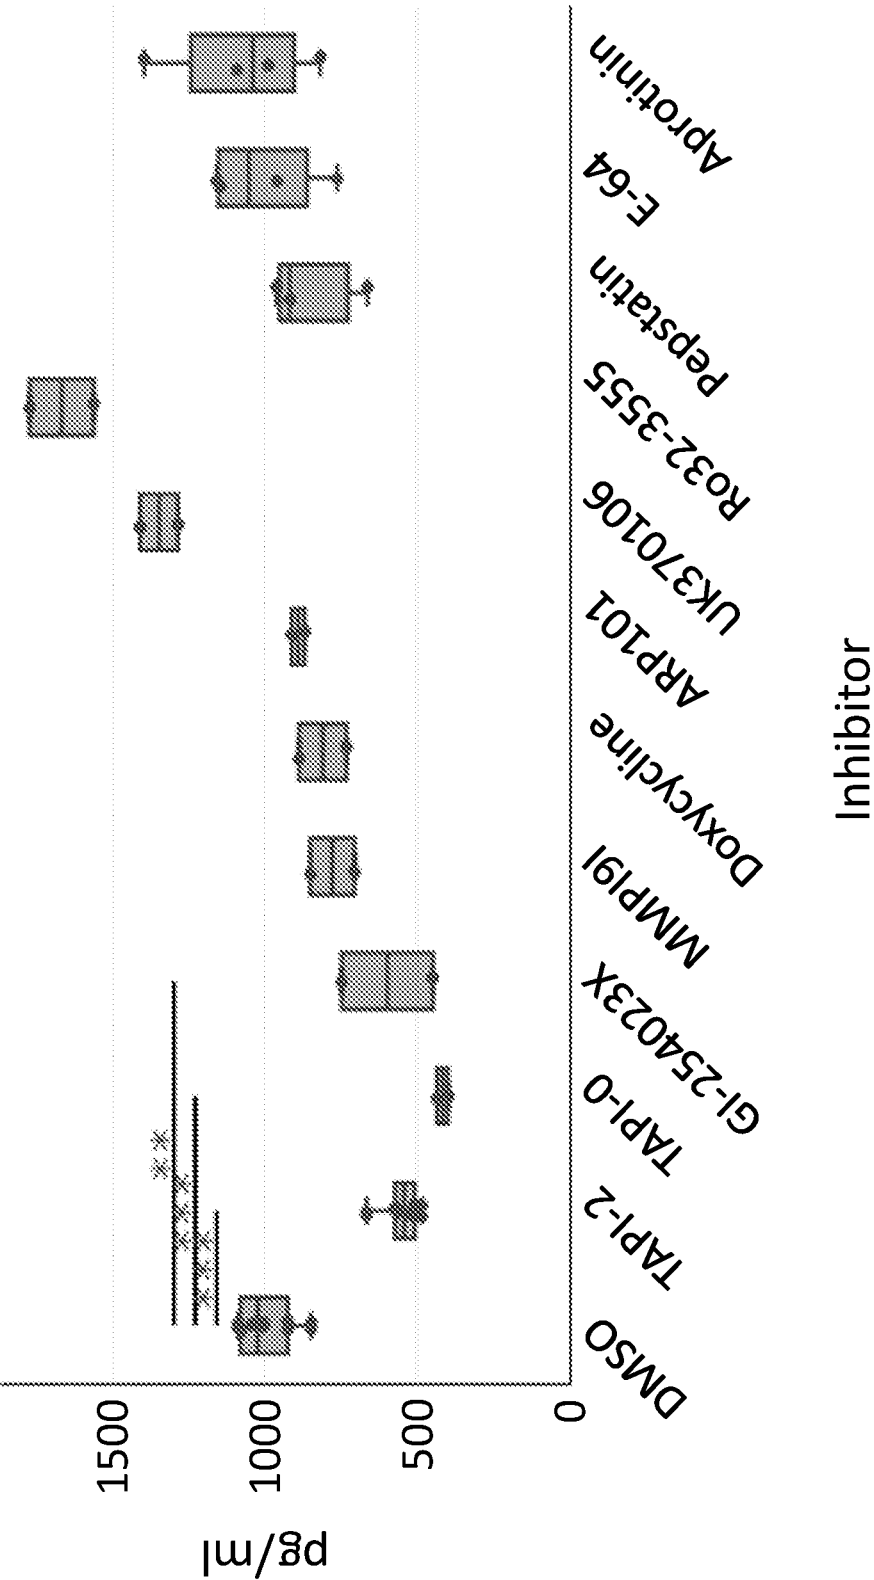 pg/ml
1500
1000
500
0
**
***
***
DMSO
TAPI-2
TAPI-0
GI-254023X
MMPI9I
Doxycycline
ARP101
UK370106
Ro32-3555
Pepstatin
E-64
Aprotinin
Inhibitor